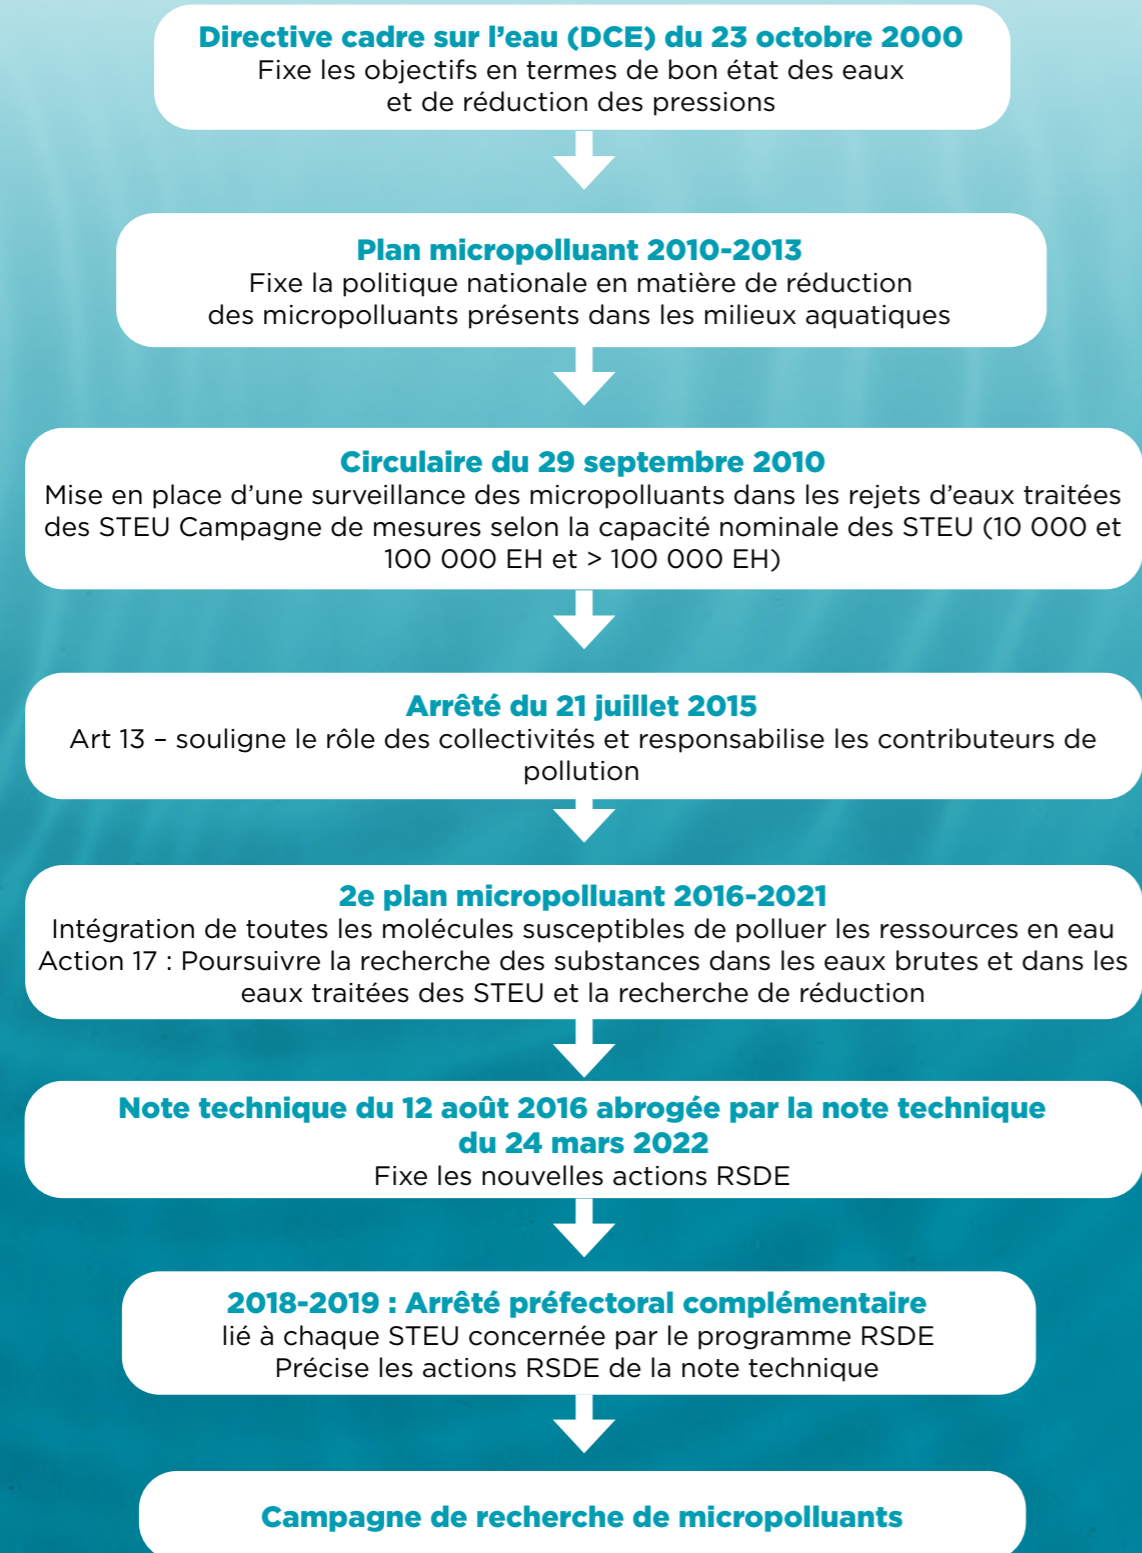 Directive cadre sur l’eau (DCE) du 23 octobre 2000
Fixe les objectifs en termes de bon état des eaux
et de réduction des pressions
Plan micropolluant 2010-2013
Fixe la politique nationale en matière de réduction
des micropolluants présents dans les milieux aquatiques
Circulaire du 29 septembre 2010
Mise en place d’une surveillance des micropolluants dans les rejets d’eaux traitées
des STEU Campagne de mesures selon la capacité nominale des STEU (10 000 et
100 000 EH et > 100 000 EH)
Arrêté du 21 juillet 2015
Art 13 – souligne le rôle des collectivités et responsabilise les contributeurs de
pollution
2e plan micropolluant 2016-2021
Intégration de toutes les molécules susceptibles de polluer les ressources en eau
Action 17 : Poursuivre la recherche des substances dans les eaux brutes et dans les
eaux traitées des STEU et la recherche de réduction
Note technique du 12 août 2016 abrogée par la note technique
du 24 mars 2022
Fixe les nouvelles actions RSDE
2018-2019 : Arrêté préfectoral complémentaire
lié à chaque STEU concernée par le programme RSDE
Précise les actions RSDE de la note technique
Campagne de recherche de micropolluants